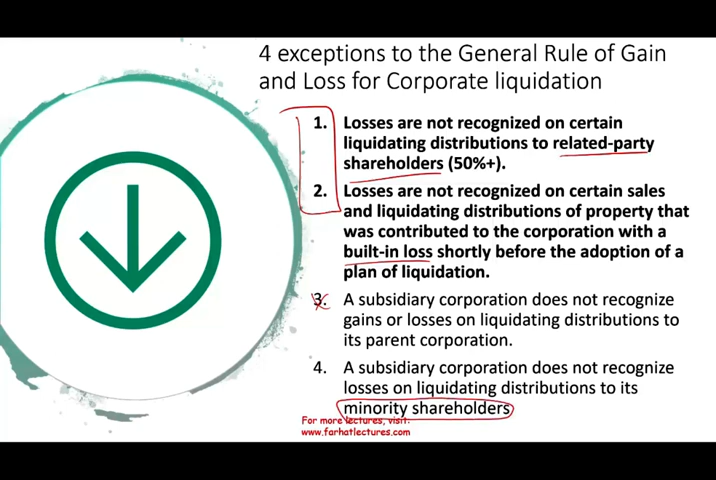 4 exceptions to the General Rule of Gain
and Loss for Corporate liquidation
1. Losses are not recognized on certain
liquidating distributions to related-party
shareholders (50%+).
2. Losses are not recognized on certain sales
and liquidating distributions of property that
was contributed to the corporation with a
built-in loss shortly before the adoption of a
plan of liquidation.
3. A subsidiary corporation does not recognize
gains or losses on liquidating distributions to
its parent corporation.
4. A subsidiary corporation does not recognize
losses on liquidating distributions to its
minority shareholders
For more lectures, visit:
www.farhatlectures.com